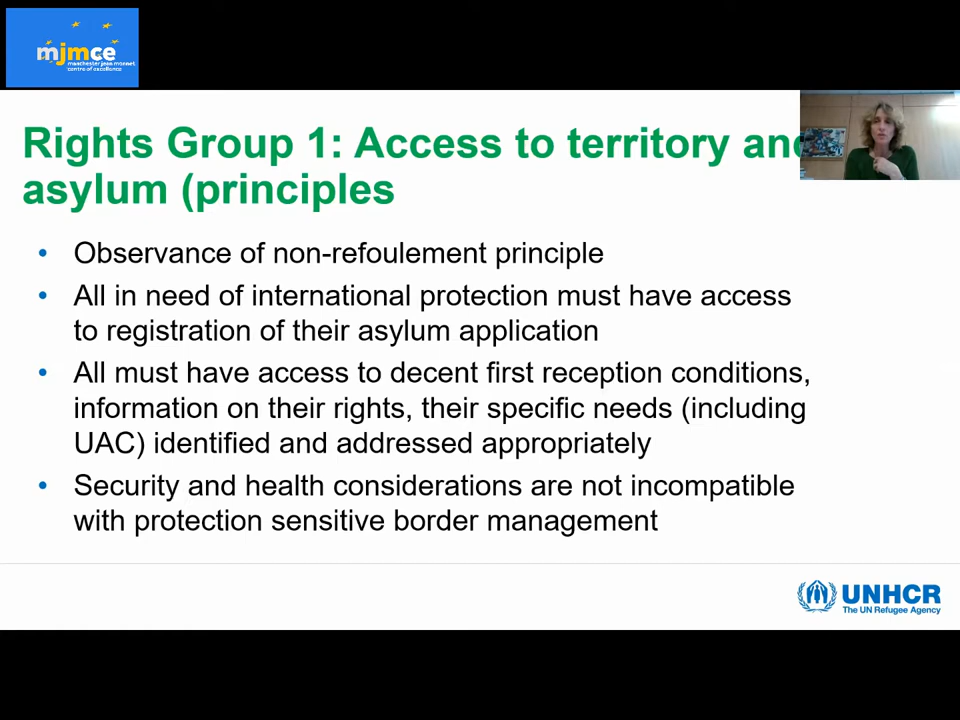 mjmce
manchester jean monnet
centre of excellence
Rights Group 1: Access to territory and
asylum (principles
• Observance of non-refoulement principle
• All in need of international protection must have access
to registration of their asylum application
• All must have access to decent first reception conditions,
information on their rights, their specific needs (including
UAC) identified and addressed appropriately
• Security and health considerations are not incompatible
with protection sensitive border management
UNHCR
The UN Refugee Agency